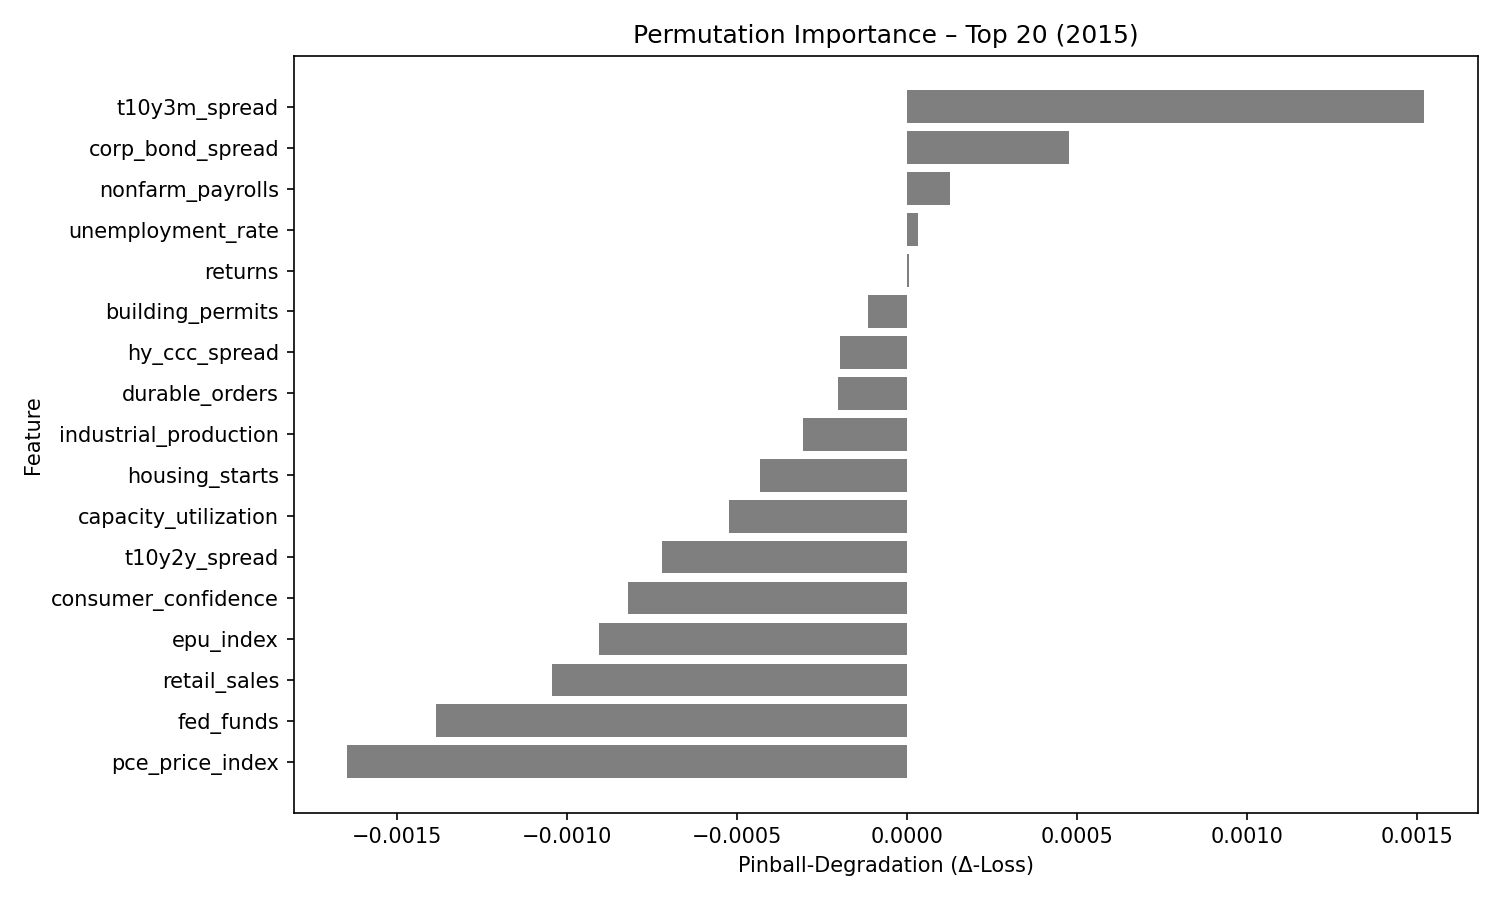 Permutation Importance – Top 20 (2015)
t10y3m_spread
corp_bond_spread
nonfarm_payrolls
unemployment_rate
returns
building_permits
hy_ccc_spread
durable_orders
industrial_production
housing_starts
capacity_utilization
t10y2y_spread
consumer_confidence
epu_index
retail_sales
fed_funds
pce_price_index
Feature
−0.0015 −0.0010 −0.0005 0.0000 0.0005 0.0010 0.0015
Pinball-Degradation (Δ-Loss)